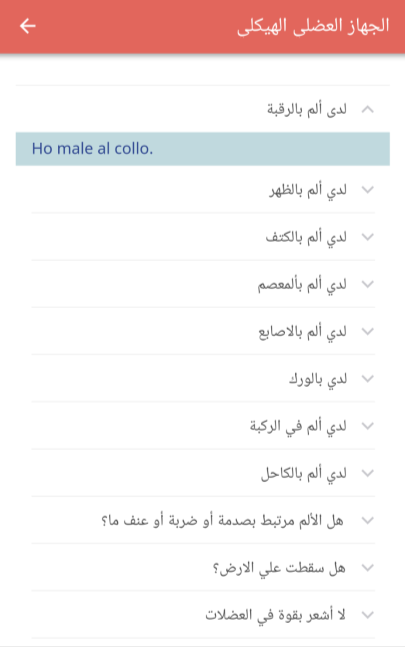 الجهاز العضلى الهيكلى
لدى ألم بالرقبة
Ho male al collo.
لدي ألم بالظهر
لدي ألم بالكتف
لدي ألم بألمعصم
لدي ألم بالاصابع
لدي بالورك
لدي ألم في الركبة
لدي ألم بالكاحل
هل الألم مرتبط بصدمة أو ضربة أو عنف ما؟
هل سقطت علي الارض؟
لا أشعر بقوة في العضلات